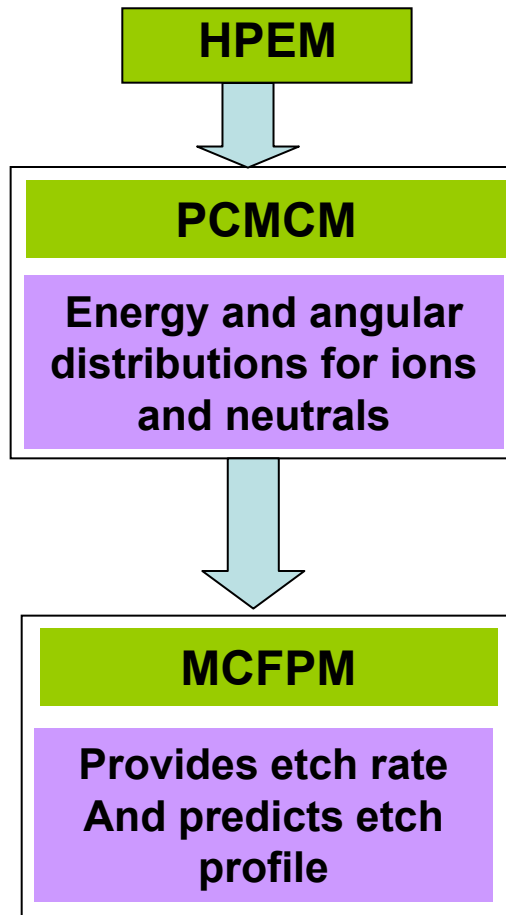 HPEM
PCMCM
Energy and angular
distributions for ions
and neutrals
MCFPM
Provides etch rate
And predicts etch
profile